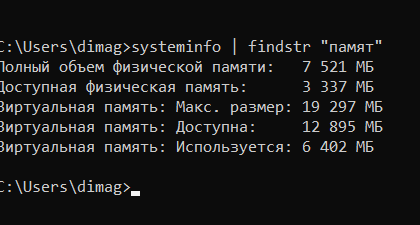 C:\Users\dimag>systeminfo | findstr "памят"
Полный объем физической памяти:   7 521 МБ
Доступная физическая память:      3 337 МБ
Виртуальная память: Макс. размер: 19 297 МБ
Виртуальная память: Доступна:     12 895 МБ
Виртуальная память: Используется: 6 402 МБ
C:\Users\dimag>